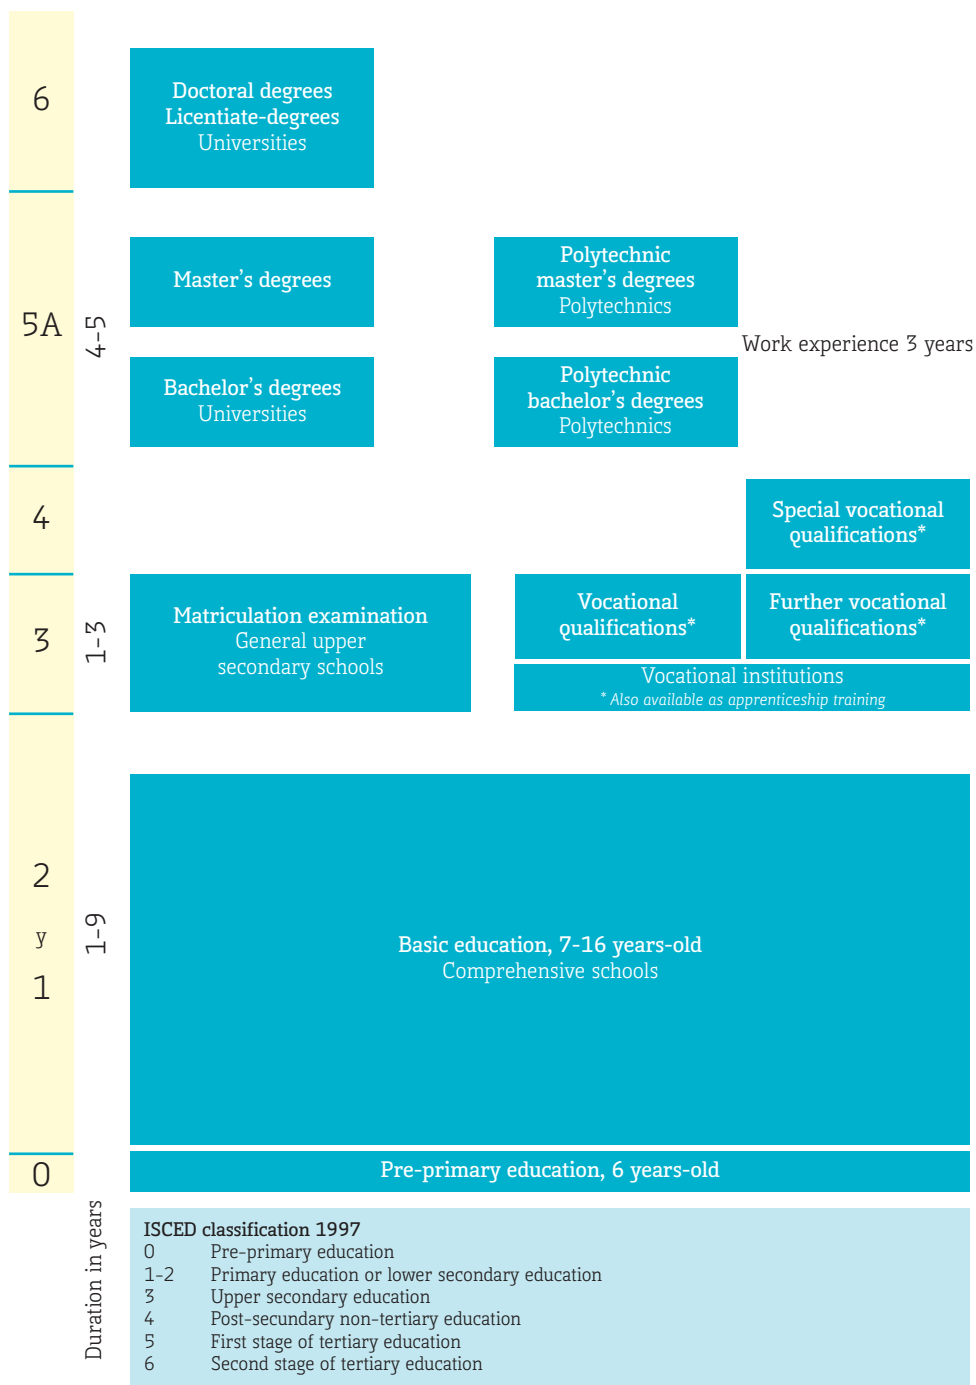 6
Doctoral degrees
Licentiate-degrees
Universities
5A
4-5
Master's degrees
Polytechnic
master's degrees
Polytechnics
Work experience 3 years
Bachelor's degrees
Universities
Polytechnic
bachelor's degrees
Polytechnics
4
Special vocational
qualifications*
3
1-3
Matriculation examination
General upper
secondary schools
Vocational
qualifications*
Further vocational
qualifications*
Vocational institutions
* Also available as apprenticeship training
2
y
1
1-9
Basic education, 7-16 years-old
Comprehensive schools
0
Pre-primary education, 6 years-old
Duration in years
ISCED classification 1997
0 Pre-primary education
1-2 Primary education or lower secondary education
3 Upper secondary education
4 Post-secundary non-tertiary education
5 First stage of tertiary education
6 Second stage of tertiary education